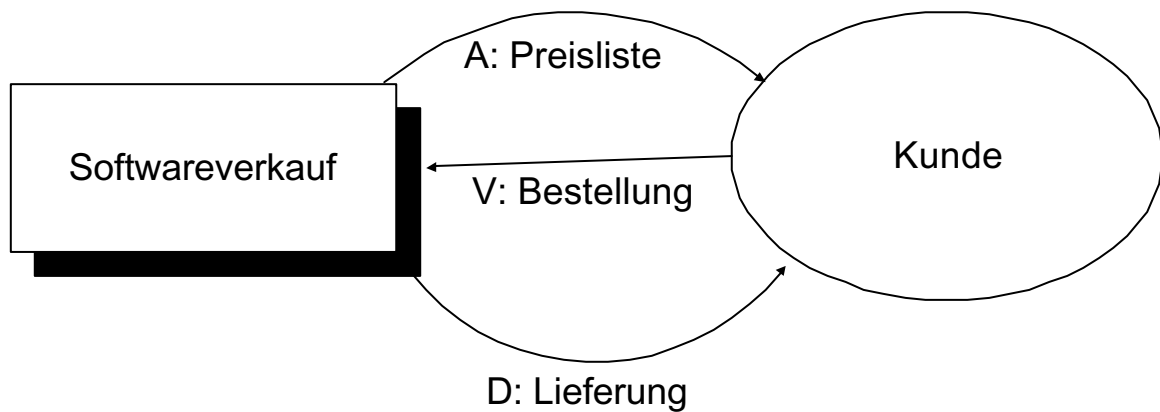 A: Preisliste
Softwareverkauf
Kunde
V: Bestellung
D: Lieferung